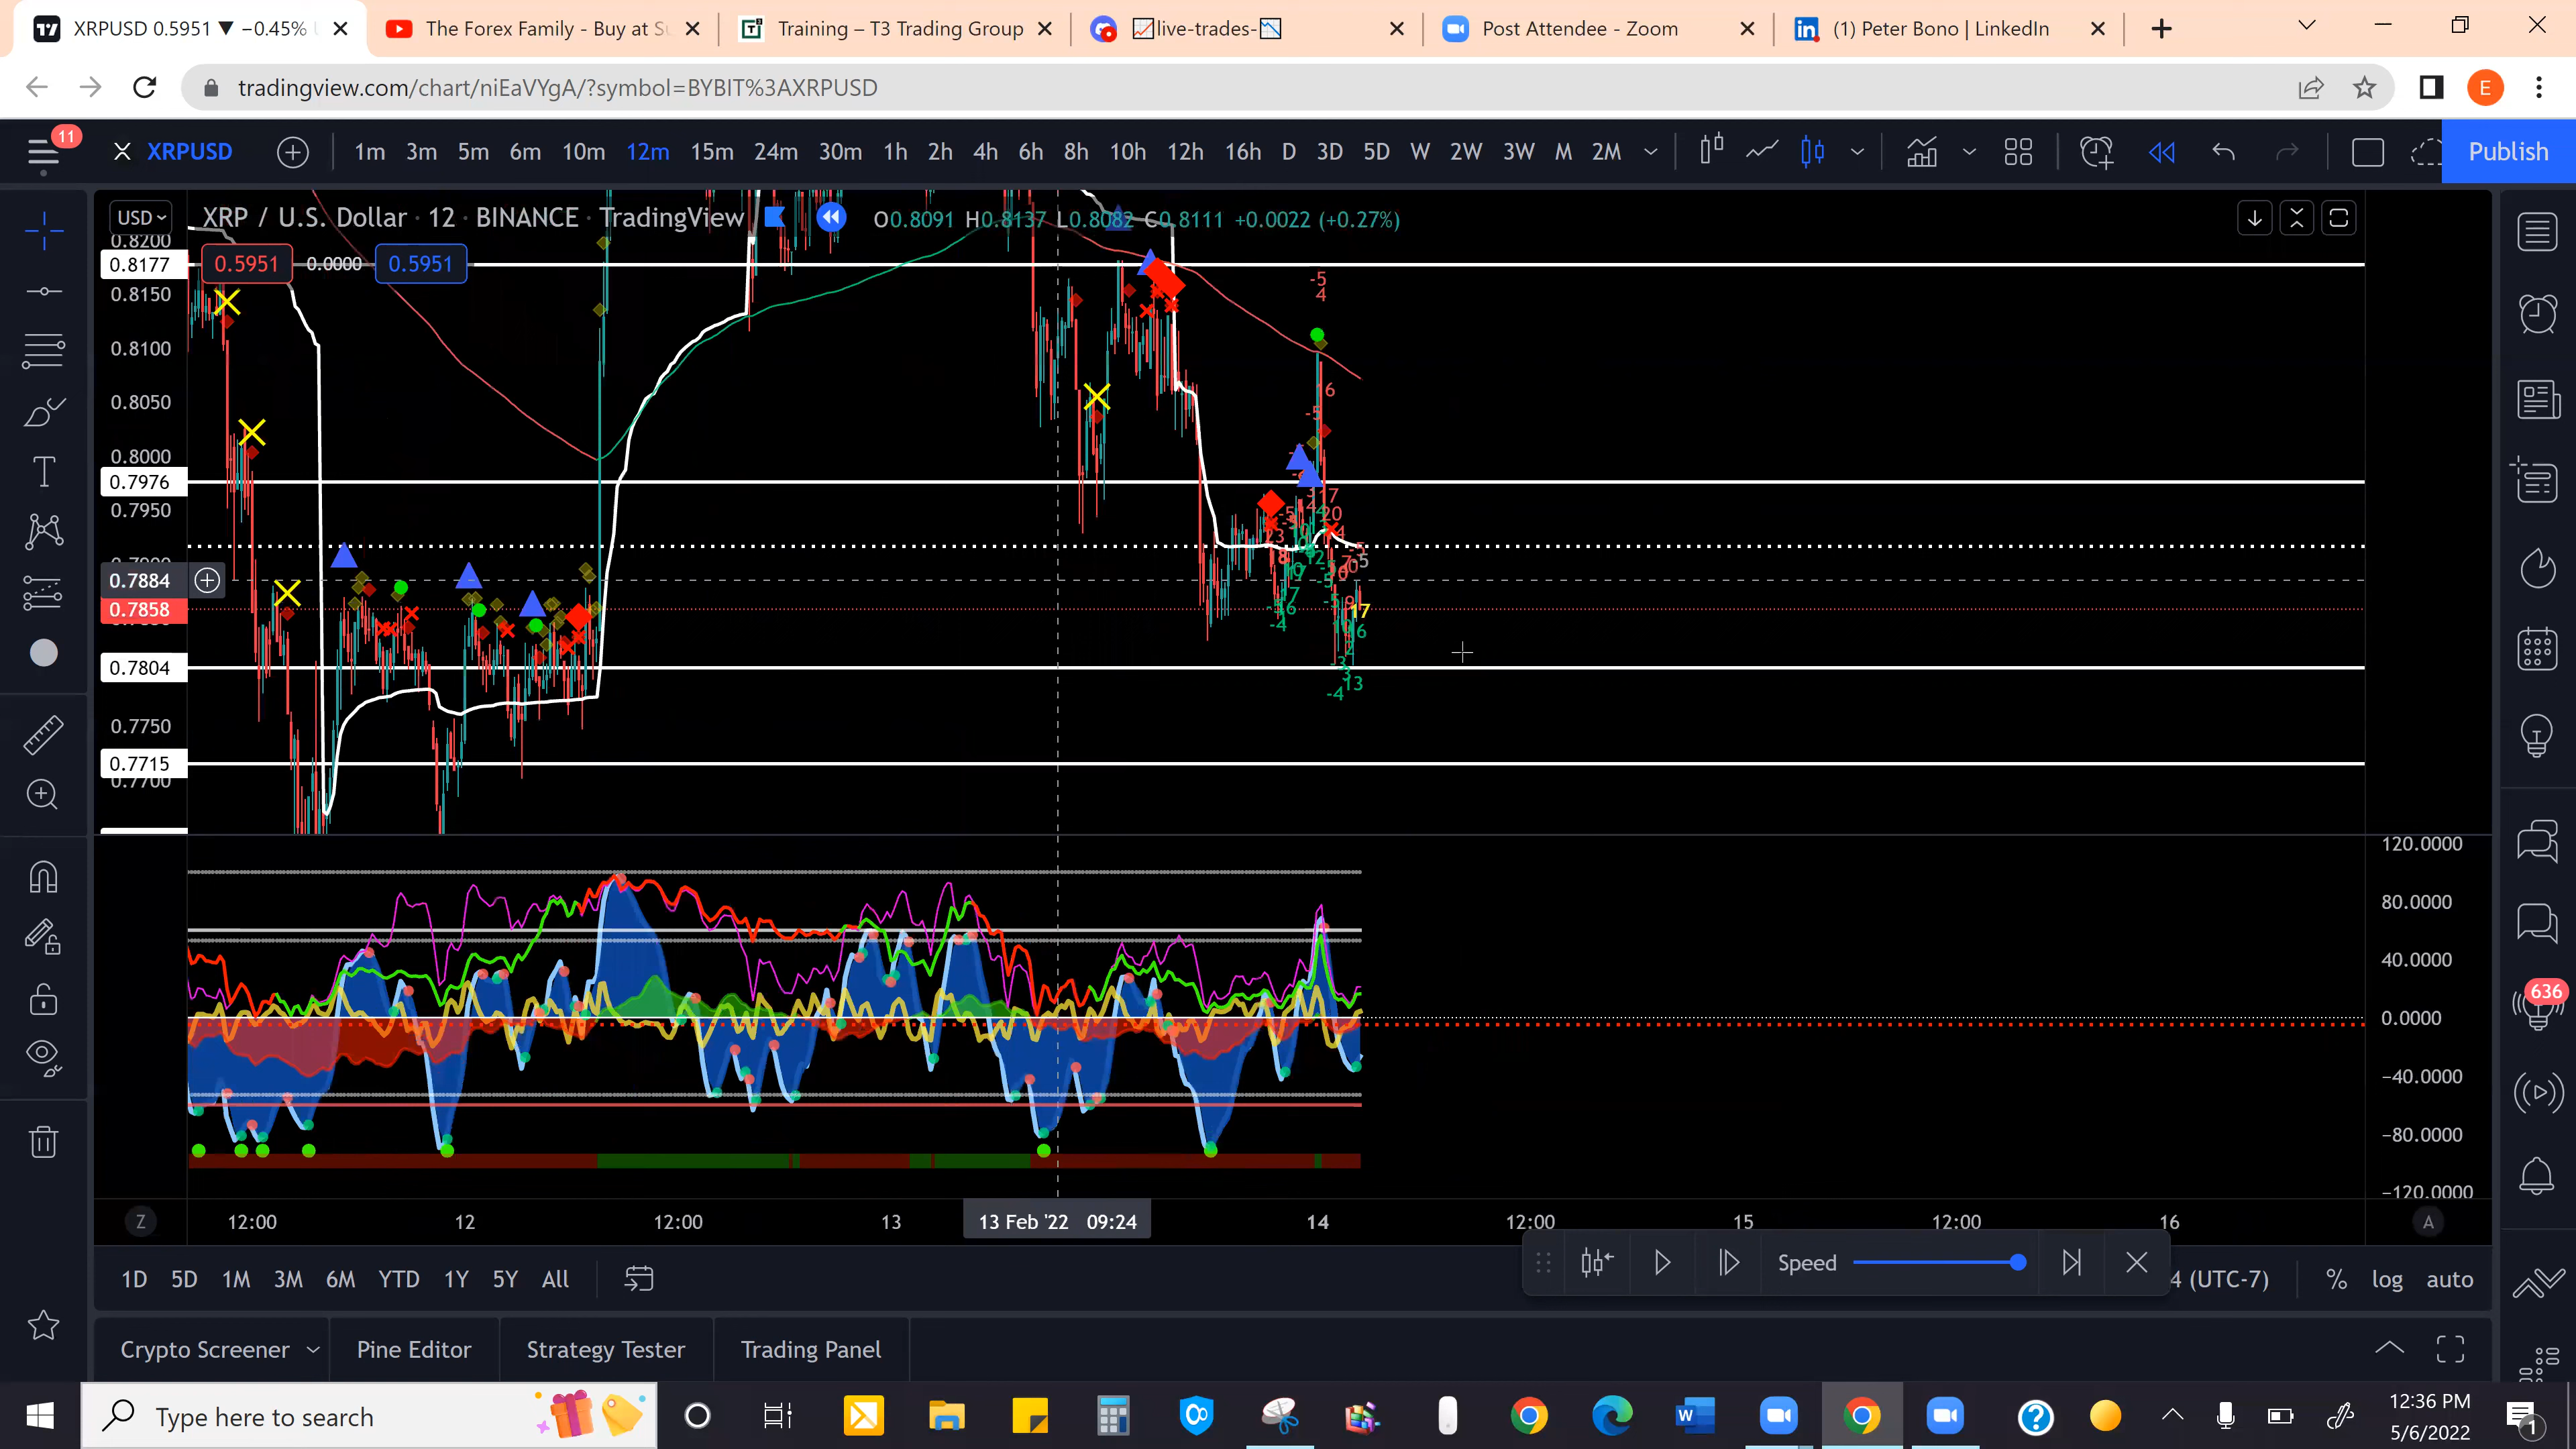 XRPUSD 0.5951 ▼ −0.45%
The Forex Family - Buy at Su
Training – T3 Trading Group
📈live-trades-📉
Post Attendee - Zoom
(1) Peter Bono | LinkedIn
tradingview.com/chart/niEaVYgA/?symbol=BYBIT%3AXRPUSD
E
11
XRPUSD
1m 3m 5m 6m 10m 12m 15m 24m 30m 1h 2h 4h 6h 8h 10h 12h 16h D 3D 5D W 2W 3W M 2M
Publish
USD
XRP / U.S. Dollar · 12 · BINANCE · TradingView
O0.8091 H0.8137 L0.8082 C0.8111 +0.0022 (+0.27%)
0.8200
0.8177
0.5951 0.0000 0.5951
0.8150
0.8100
0.8050
0.8000
0.7976
0.7950
0.7884
0.7858
0.7804
0.7750
0.7715
0.7700
120.0000
80.0000
40.0000
0.0000
−40.0000
−80.0000
−120.0000
636
Z
12:00 12 12:00 13 13 Feb '22 09:24 14 12:00 15 12:00 16
A
1D 5D 1M 3M 6M YTD 1Y 5Y All
Speed
4 (UTC-7)
% log auto
Crypto Screener
Pine Editor
Strategy Tester
Trading Panel
Type here to search
12:36 PM
5/6/2022
1